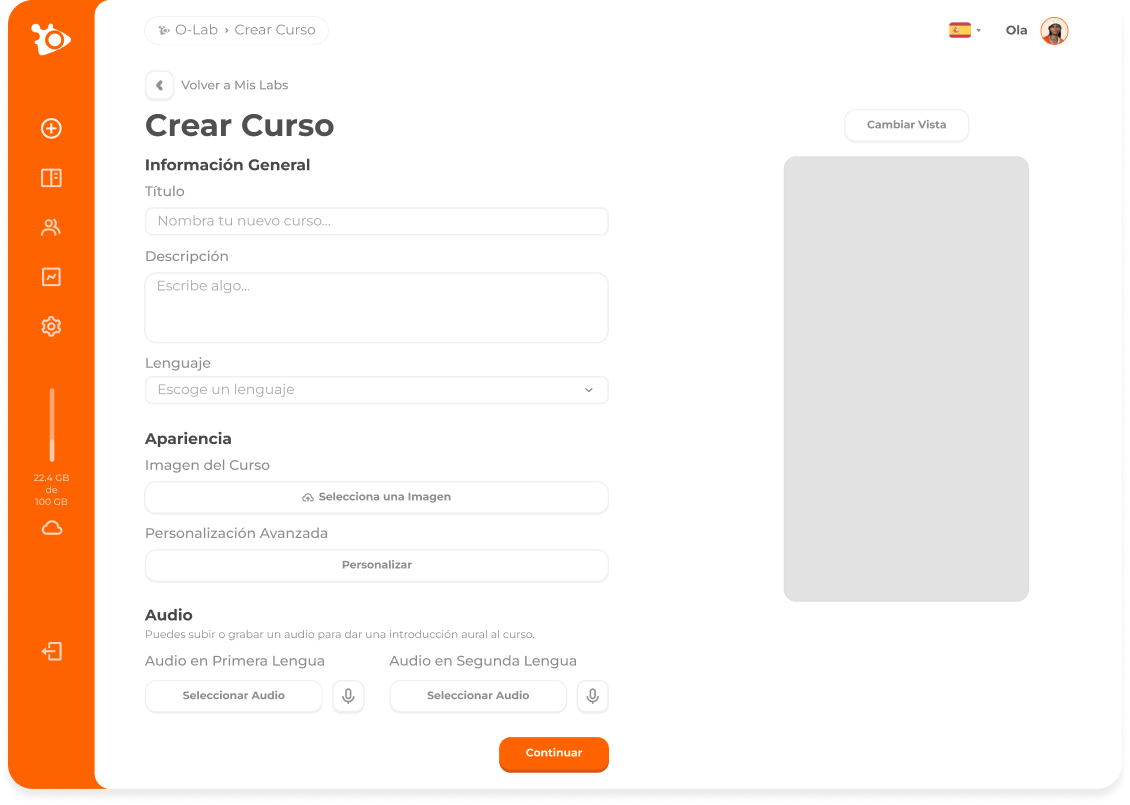 O-Lab › Crear Curso
Ola
Volver a Mis Labs
Crear Curso
Cambiar Vista
Información General
Título
Nombra tu nuevo curso...
Descripción
Escribe algo...
Lenguaje
Escoge un lenguaje
Apariencia
Imagen del Curso
Selecciona una Imagen
Personalización Avanzada
Personalizar
Audio
Puedes subir o grabar un audio para dar una introducción aural al curso.
Audio en Primera Lengua
Audio en Segunda Lengua
Seleccionar Audio
Seleccionar Audio
Continuar
22.4 GB
de
100 GB